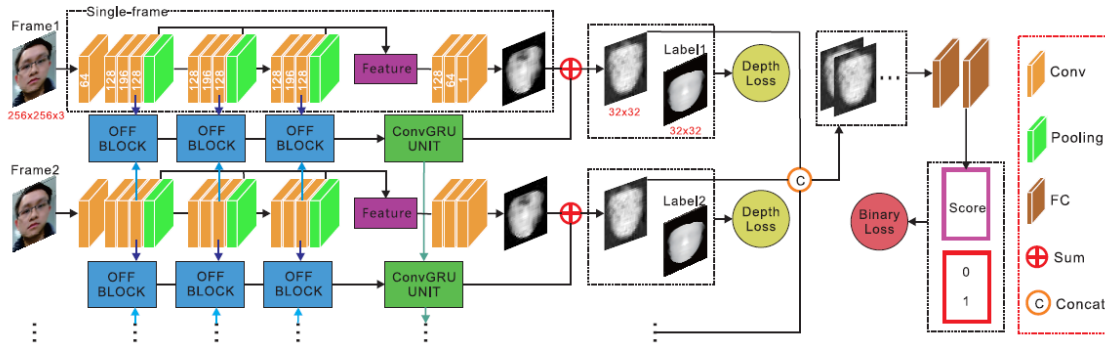 Single-frame
Frame1
64
128
196
128
128
196
128
128
196
128
Feature
128
64
1
256x256x3
OFF
BLOCK
OFF
BLOCK
OFF
BLOCK
ConvGRU
UNIT
Label1
32x32
32x32
Depth
Loss
Frame2
Feature
OFF
BLOCK
OFF
BLOCK
OFF
BLOCK
ConvGRU
UNIT
Label2
Depth
Loss
C
Binary
Loss
Score
0
1
Conv
Pooling
FC
Sum
C
Concat